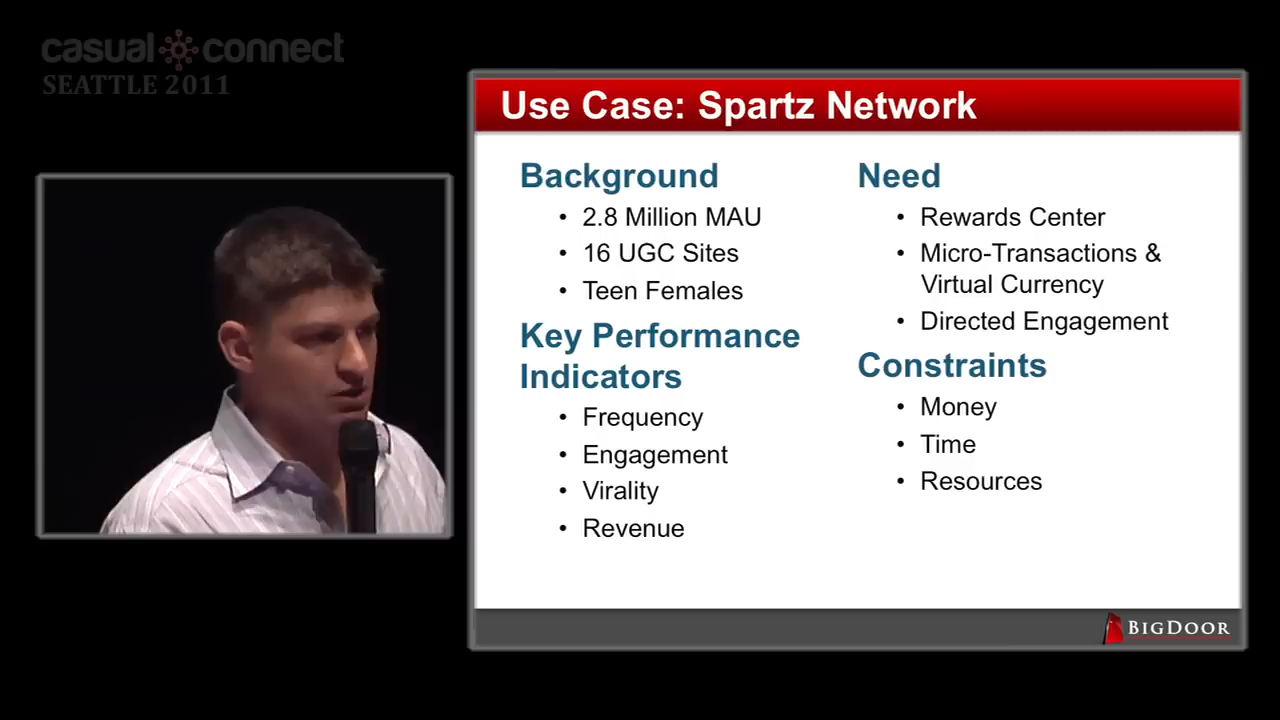 casual connect
SEATTLE 2011
Use Case: Spartz Network
Background
• 2.8 Million MAU
• 16 UGC Sites
• Teen Females
Key Performance
Indicators
• Frequency
• Engagement
• Virality
• Revenue
Need
• Rewards Center
• Micro-Transactions &
Virtual Currency
• Directed Engagement
Constraints
• Money
• Time
• Resources
BIGDOOR